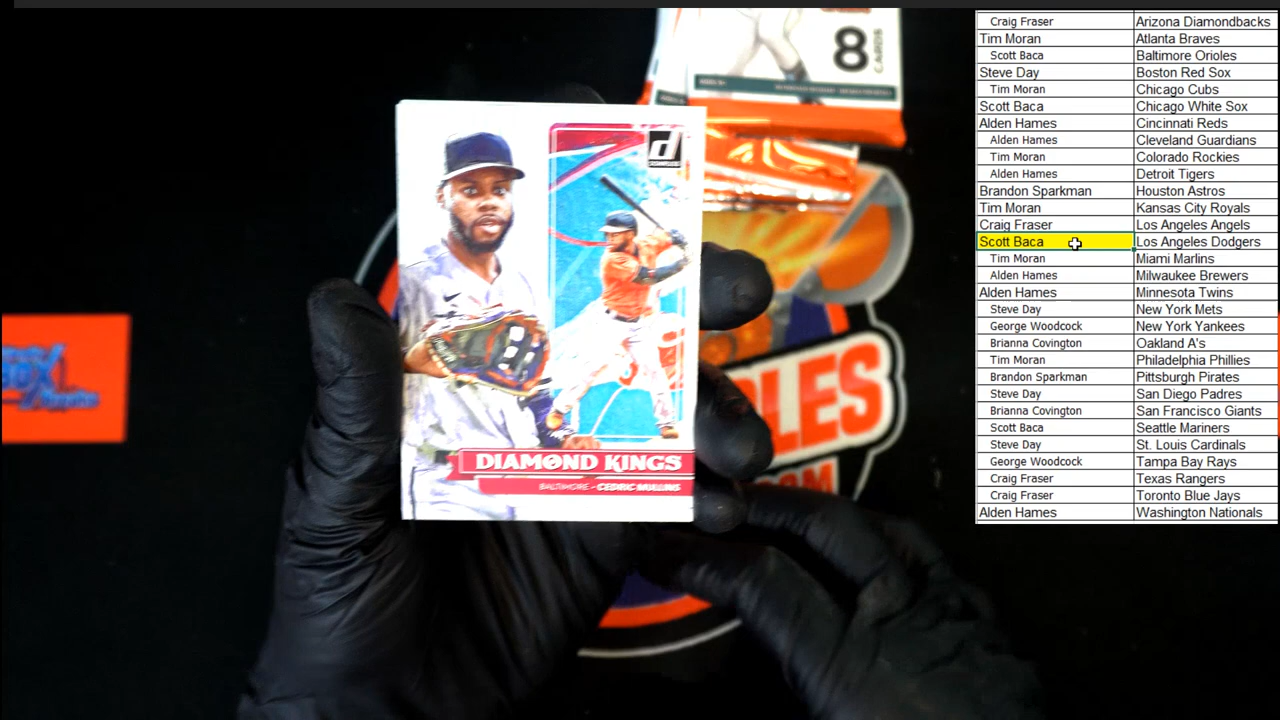 8
CARDS
d
DIAMOND KINGS
BALTIMORE - CEDRIC MULLINS
Craig Fraser Arizona Diamondbacks
Tim Moran Atlanta Braves
Scott Baca Baltimore Orioles
Steve Day Boston Red Sox
Tim Moran Chicago Cubs
Scott Baca Chicago White Sox
Alden Hames Cincinnati Reds
Alden Hames Cleveland Guardians
Tim Moran Colorado Rockies
Alden Hames Detroit Tigers
Brandon Sparkman Houston Astros
Tim Moran Kansas City Royals
Craig Fraser Los Angeles Angels
Scott Baca Los Angeles Dodgers
Tim Moran Miami Marlins
Alden Hames Milwaukee Brewers
Alden Hames Minnesota Twins
Steve Day New York Mets
George Woodcock New York Yankees
Brianna Covington Oakland A's
Tim Moran Philadelphia Phillies
Brandon Sparkman Pittsburgh Pirates
Steve Day San Diego Padres
Brianna Covington San Francisco Giants
Scott Baca Seattle Mariners
Steve Day St. Louis Cardinals
George Woodcock Tampa Bay Rays
Craig Fraser Texas Rangers
Craig Fraser Toronto Blue Jays
Alden Hames Washington Nationals